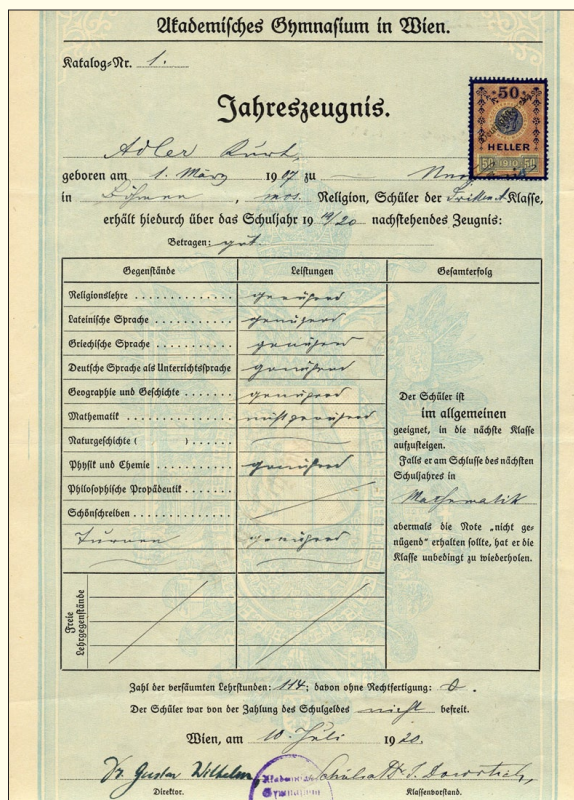 Akademisches Gymnasium in Wien.
Katalog-Nr. 1.
Jahreszeugnis.
50
HELLER
50 1910 50
Adler Kurt,
geboren am 1. März 1907 zu
in Böhmen, mos. Religion, Schüler der Dritten A Klasse,
erhält hiedurch über das Schuljahr 1919/20 nachstehendes Zeugnis:
Betragen: gut.
Gegenstände Leistungen Gesamterfolg
Religionslehre genügend
Lateinische Sprache genügend
Griechische Sprache genügend
Deutsche Sprache als Unterrichtssprache genügend
Geographie und Geschichte genügend
Mathematik nicht genügend
Naturgeschichte ( )
Physik und Chemie genügend
Philosophische Propädeutik
Schönschreiben
Turnen genügend
Freie Lehrgegenstände
Der Schüler ist
im allgemeinen
geeignet, in die nächste Klasse
aufzusteigen.
Falls er am Schlusse des nächsten
Schuljahres in
Mathematik
abermals die Note „nicht ge-
nügend" erhalten sollte, hat er die
Klasse unbedingt zu wiederholen.
Zahl der versäumten Lehrstunden: 114; davon ohne Rechtfertigung: 0.
Der Schüler war von der Zahlung des Schulgeldes nicht befreit.
Wien, am 10. Juli 1920.
Dr. Gustav Wilhelm
Direktor. Klassenvorstand.
Gymnasium